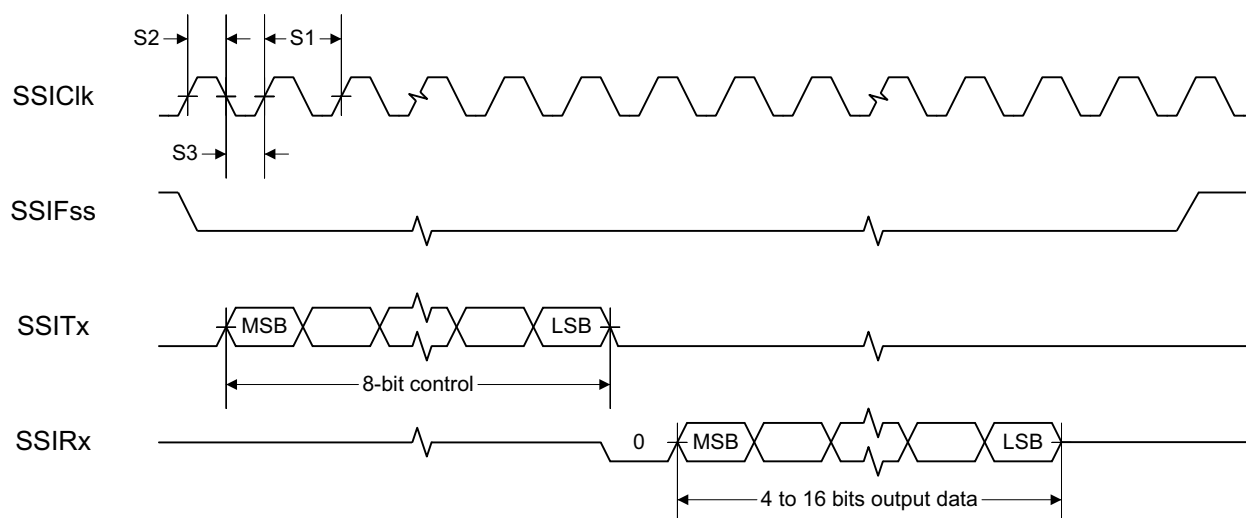 S2
S1
SSIClk
S3
SSIFss
SSITx
MSB
LSB
8-bit control
SSIRx
0
MSB
LSB
4 to 16 bits output data